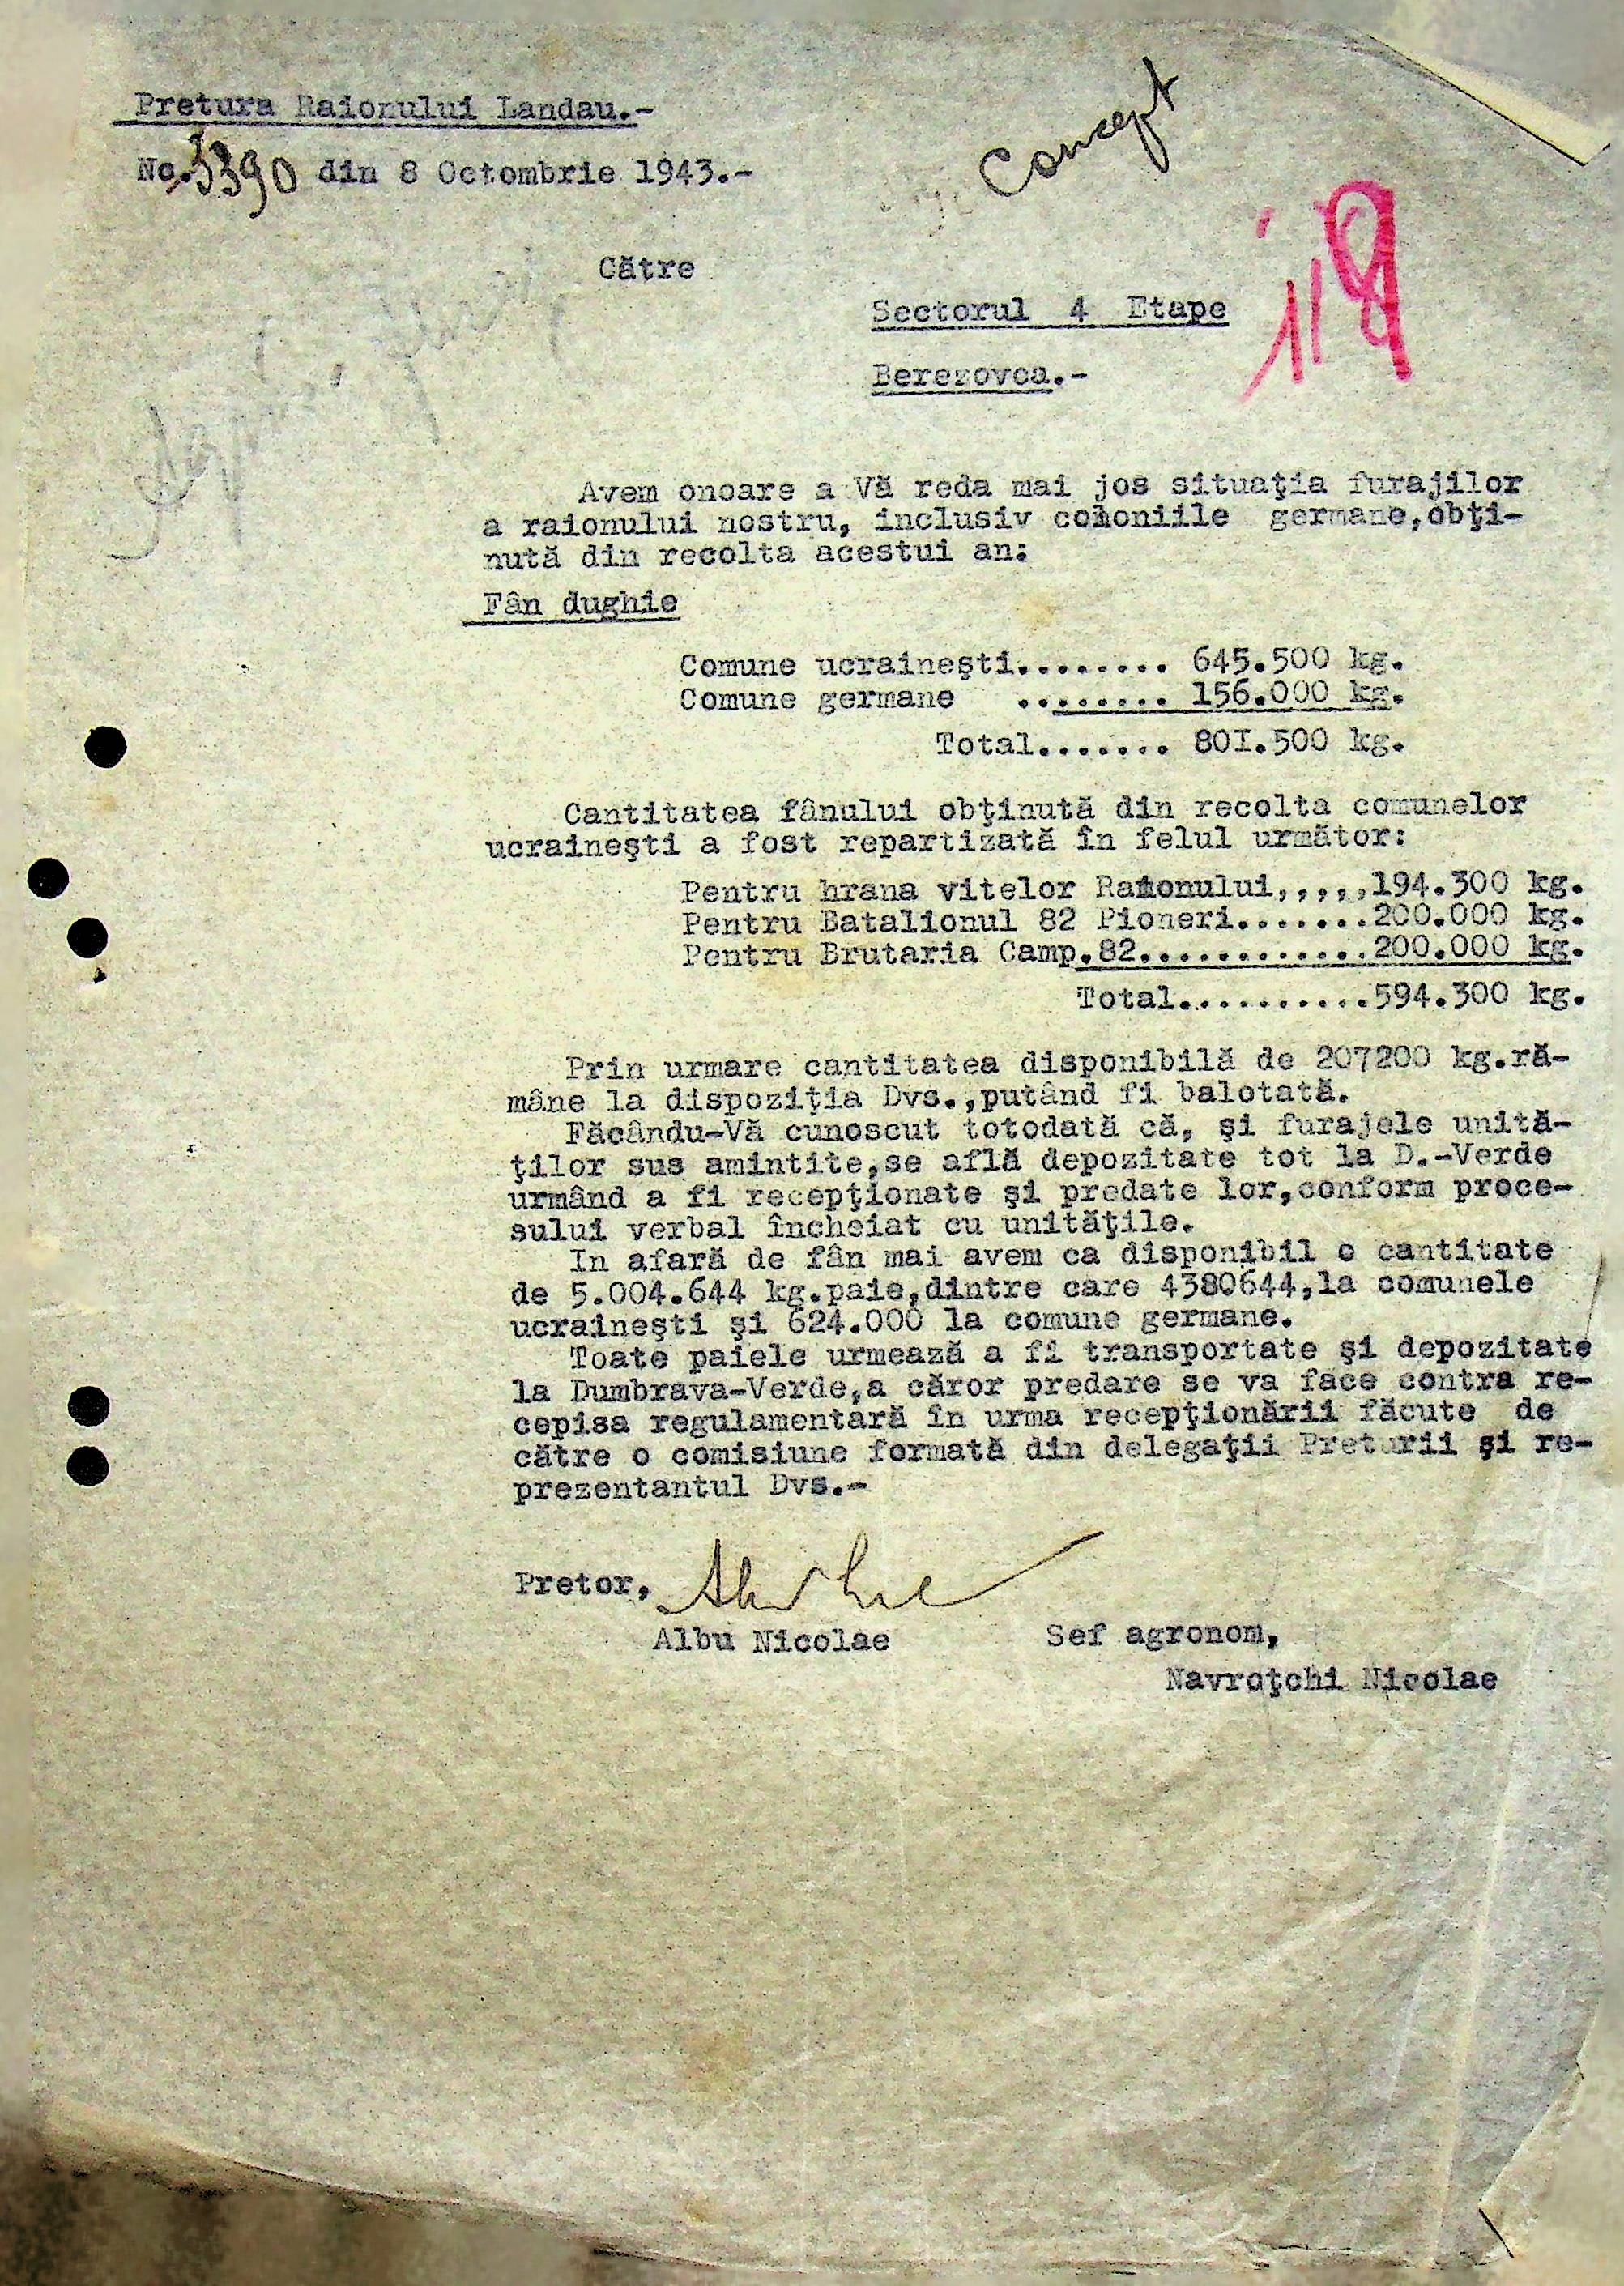 Pretura Raionului Landau.-
No. 5390 din 8 Octombrie 1943.-
Concept
119
Către
Sectorul 4 Etape
Berezovca.-
Avem onoare a Vă reda mai jos situaţia furajilor
a raionului nostru, inclusiv coloniile germane,obţi-
nută din recolta acestui an:
Fân dughie
Comune ucraineşti........ 645.500 kg.
Comune germane ........ 156.000 kg.
Total....... 80I.500 kg.
Cantitatea fânului obţinută din recolta comunelor
ucraineşti a fost repartizată în felul următor:
Pentru hrana vitelor Raionului,,,,,194.300 kg.
Pentru Batalionul 82 Pioneri.......200.000 kg.
Pentru Brutaria Camp.82............200.000 kg.
Total..........594.300 kg.
Prin urmare cantitatea disponibilă de 207200 kg.ră-
mâne la dispoziţia Dvs.,putând fi balotată.
Făcându-Vă cunoscut totodată că, şi furajele unită-
ţilor sus amintite,se află depozitate tot la D.-Verde
urmând a fi recepţionate şi predate lor,conform proce-
sului verbal încheiat cu unităţile.
In afară de fân mai avem ca disponibil o cantitate
de 5.004.644 kg.paie,dintre care 4380644,la comunele
ucraineşti şi 624.000 la comune germane.
Toate paiele urmează a fi transportate şi depozitate
la Dumbrava-Verde,a căror predare se va face contra re-
cepisa regulamentară în urma recepţionării făcute de
către o comisiune formată din delegaţii Preturii şi re-
prezentantul Dvs.-
Pretor,
Albu Nicolae
Sef agronom,
Navroţchi Nicolae